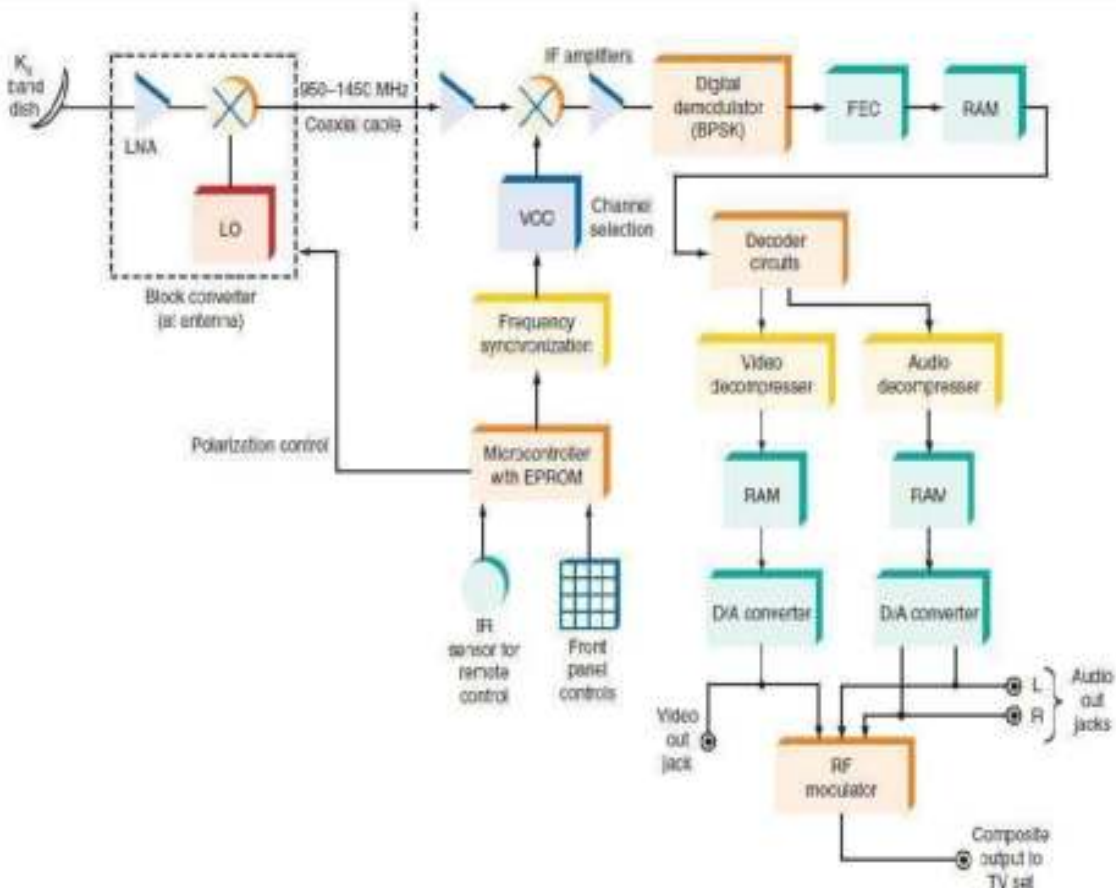 Ku
band
dish
LNA
LO
Block converter
(at antenna)
950–1450 MHz
Coaxial cable
IF amplifiers
Digital
demodulator
(BPSK)
FEC
RAM
VCO
Channel
selection
Frequency
synchronization
Polarization control
Microcontroller
with EPROM
IR
sensor for
remote
control
Front
panel
controls
Decoder
circuits
Video
decompresser
Audio
decompresser
RAM
RAM
D/A converter
D/A converter
Video
out
jack
L
R
Audio
out
jacks
RF
modulator
Composite
output to
TV set